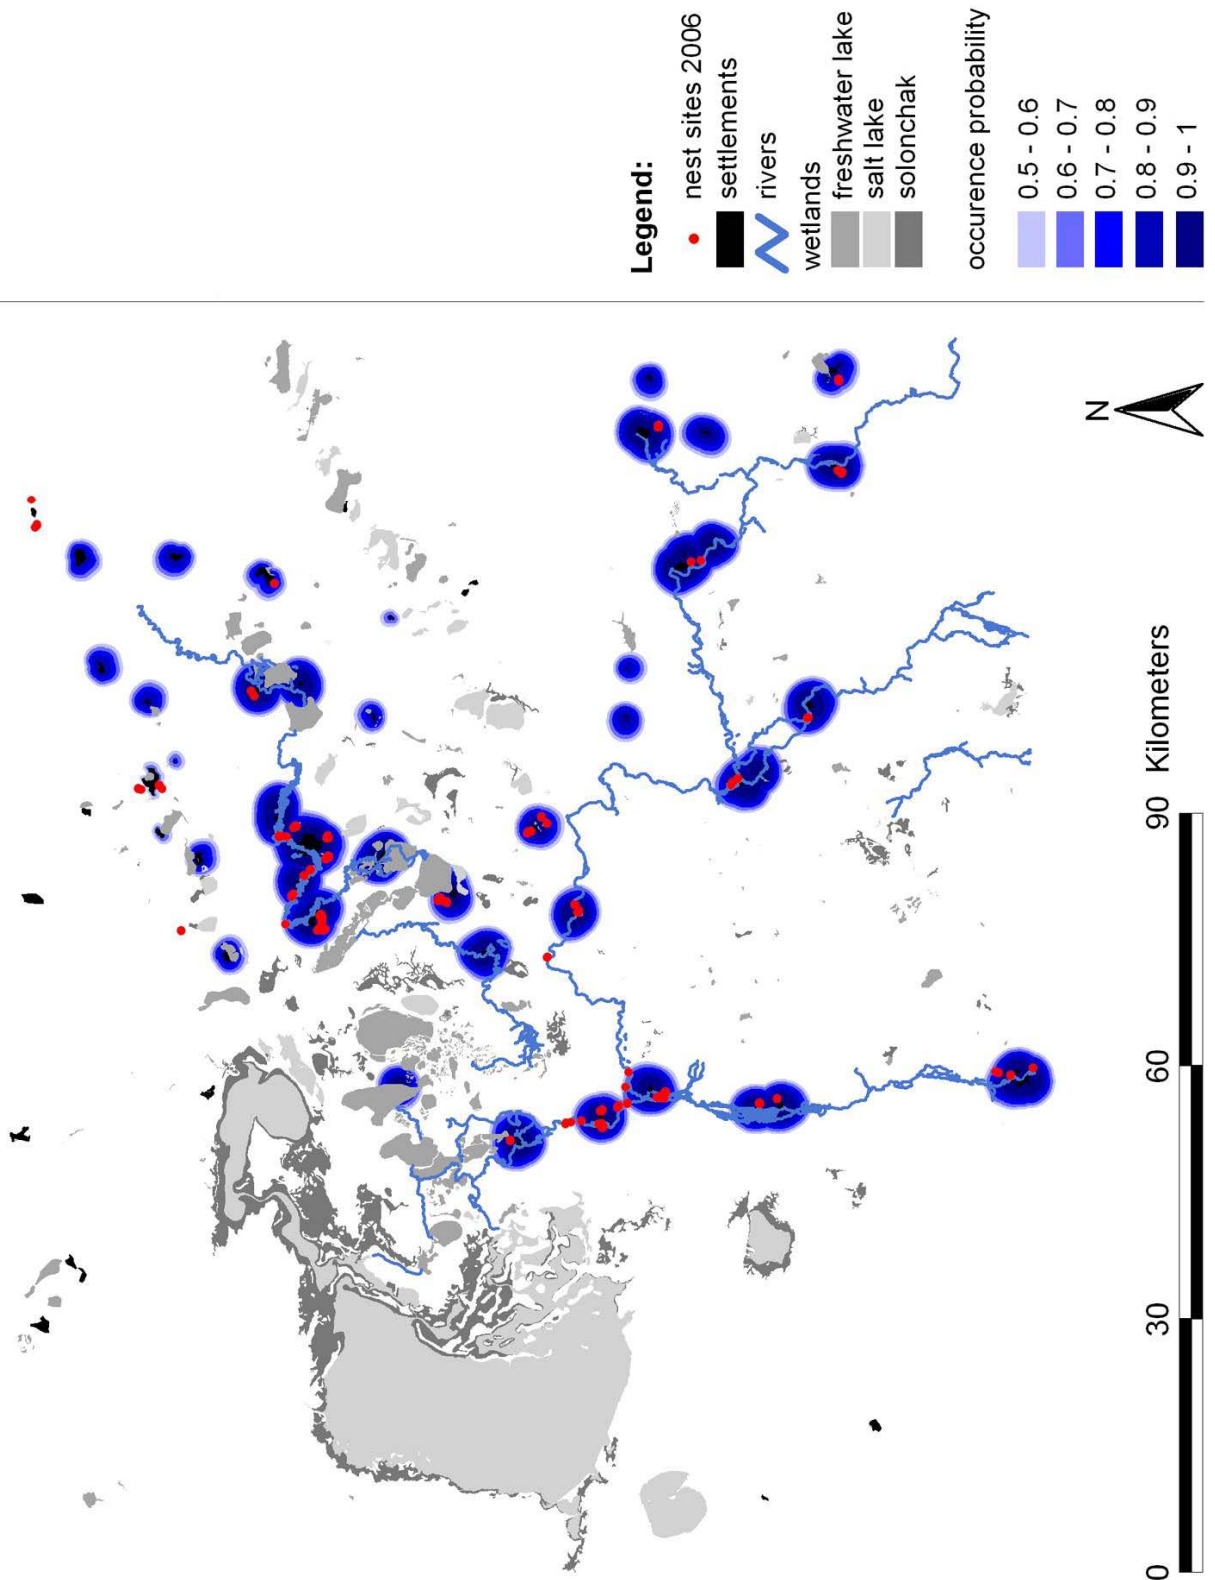 Legend:
nest sites 2006
settlements
rivers
wetlands
freshwater lake
salt lake
solonchak
occurence probability
0.5 - 0.6
0.6 - 0.7
0.7 - 0.8
0.8 - 0.9
0.9 - 1
N
0 30 60 90 Kilometers